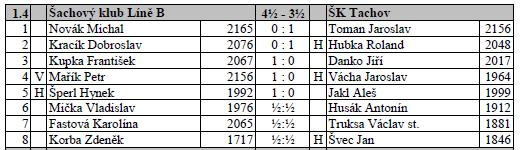 1.4 Šachový klub Líně B 4½ - 3½ ŠK Tachov
1 Novák Michal 2165 0 : 1 Toman Jaroslav 2156
2 Kracík Dobroslav 2076 0 : 1 H Hubka Roland 2048
3 Kupka František 2067 1 : 0 Danko Jiří 2017
4 V Mařík Petr 2156 1 : 0 H Vácha Jaroslav 1964
5 H Šperl Hynek 1992 1 : 0 Jakl Aleš 1999
6 Mička Vladislav 1976 ½:½ Husák Antonín 1912
7 Fastová Karolína 2065 ½:½ Truksa Václav st. 1881
8 Korba Zdeněk 1717 ½:½ H Švec Jan 1846